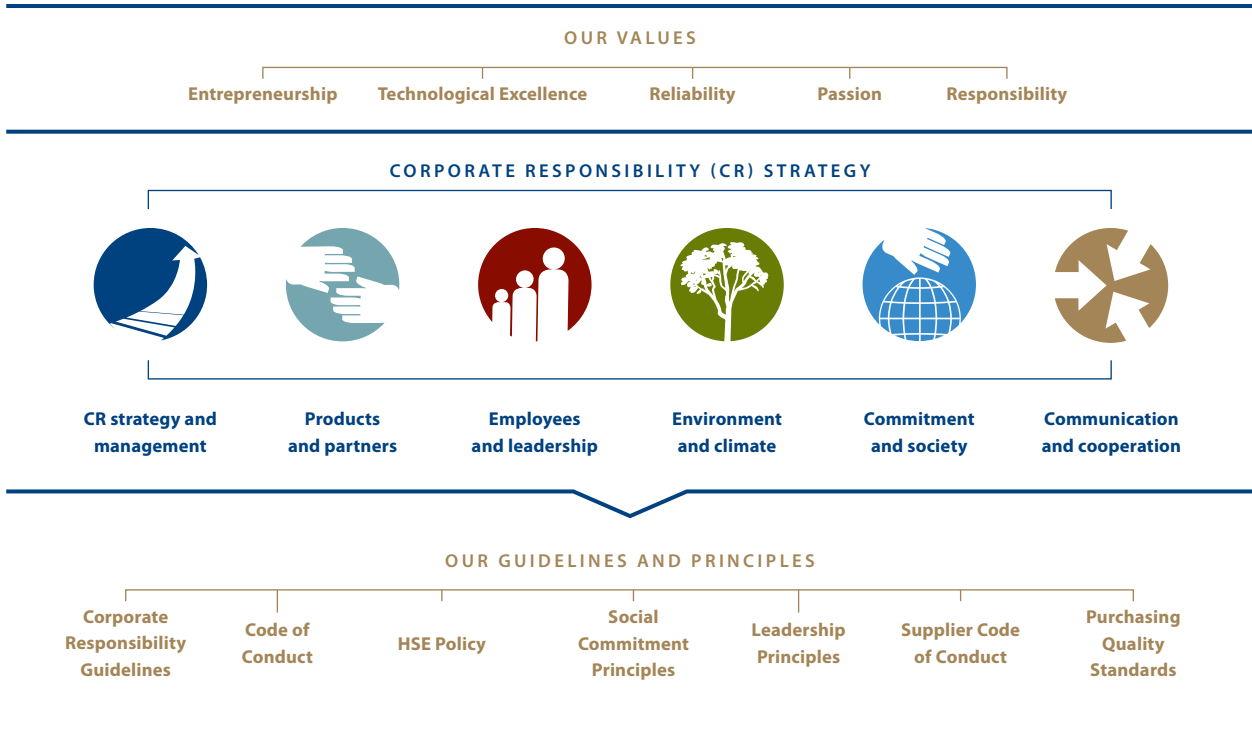 OUR VALUES
Entrepreneurship
Technological Excellence
Reliability
Passion
Responsibility
CORPORATE RESPONSIBILITY (CR) STRATEGY
CR strategy and
management
Products
and partners
Employees
and leadership
Environment
and climate
Commitment
and society
Communication
and cooperation
OUR GUIDELINES AND PRINCIPLES
Corporate
Responsibility
Guidelines
Code of
Conduct
HSE Policy
Social
Commitment
Principles
Leadership
Principles
Supplier Code
of Conduct
Purchasing
Quality
Standards